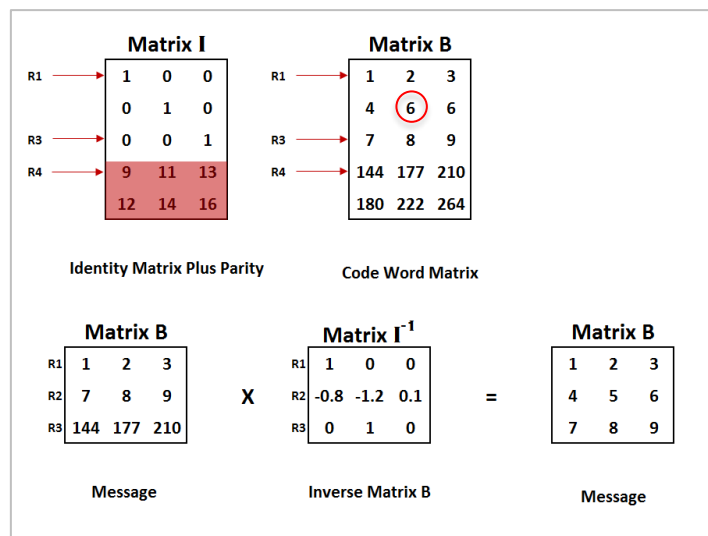 Matrix I Matrix B
R1 1 0 0 R1 1 2 3
0 1 0 4 6 6
R3 0 0 1 R3 7 8 9
R4 9 11 13 R4 144 177 210
12 14 16 180 222 264
Identity Matrix Plus Parity Code Word Matrix
Matrix B Matrix I⁻¹ Matrix B
R1 1 2 3 R1 1 0 0 1 2 3
R2 7 8 9 X R2 -0.8 -1.2 0.1 = 4 5 6
R3 144 177 210 R3 0 1 0 7 8 9
Message Inverse Matrix B Message